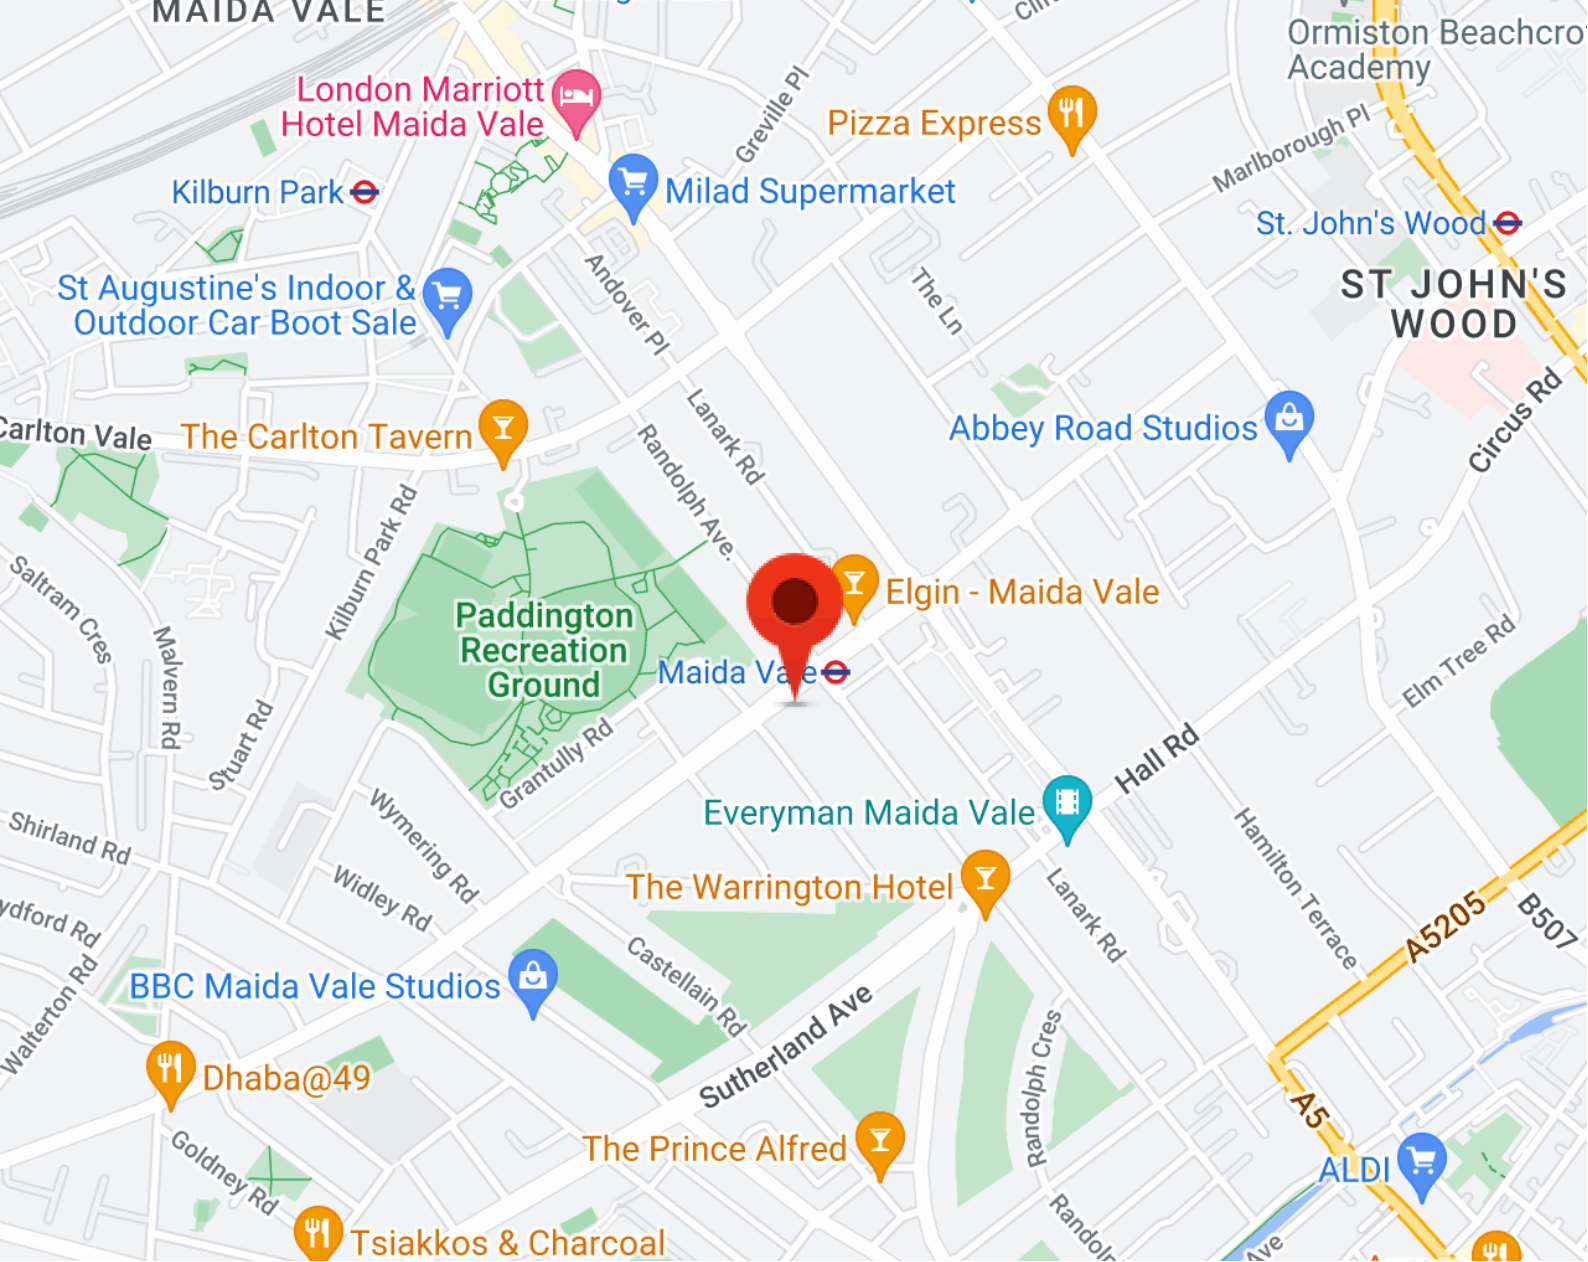 MAIDA VALE
Ormiston Beachcro
Academy
London Marriott
Hotel Maida Vale
Greville Pl
Pizza Express
Marlborough Pl
Kilburn Park
Milad Supermarket
St. John's Wood
ST JOHN'S
WOOD
St Augustine's Indoor &
Outdoor Car Boot Sale
Andover Pl
The Ln
Carlton Vale
The Carlton Tavern
Lanark Rd
Randolph Ave.
Abbey Road Studios
Circus Rd
Kilburn Park Rd
Saltram Cres
Malvern Rd
Stuart Rd
Paddington
Recreation
Ground
Elgin - Maida Vale
Maida Vale
Elm Tree Rd
Grantully Rd
Hall Rd
Everyman Maida Vale
Shirland Rd
Wymering Rd
Widley Rd
The Warrington Hotel
Lanark Rd
Hamilton Terrace
A5205
B507
ydford Rd
Walterton Rd
BBC Maida Vale Studios
Castellain Rd
Sutherland Ave
Randolph Cres
Dhaba@49
A5
The Prince Alfred
ALDI
Goldney Rd
Tsiakkos & Charcoal
Randolp
Ave